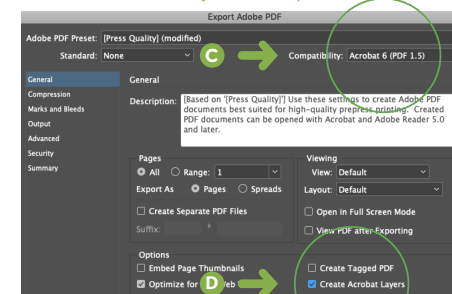 Export Adobe PDF
Adobe PDF Preset: [Press Quality] (modified)
Standard: None C Compatibility: Acrobat 6 (PDF 1.5)
General
Compression
Marks and Bleeds
Output
Advanced
Security
Summary
General
Description: [Based on '[Press Quality]'] Use these settings to create Adobe PDF
documents best suited for high-quality prepress printing. Created
PDF documents can be opened with Acrobat and Adobe Reader 5.0
and later.
Pages
All Range: 1
Export As Pages Spreads
Create Separate PDF Files
Suffix:
Viewing
View: Default
Layout: Default
Open in Full Screen Mode
View PDF after Exporting
Options
Embed Page Thumbnails
Optimize for D Web
Create Tagged PDF
Create Acrobat Layers